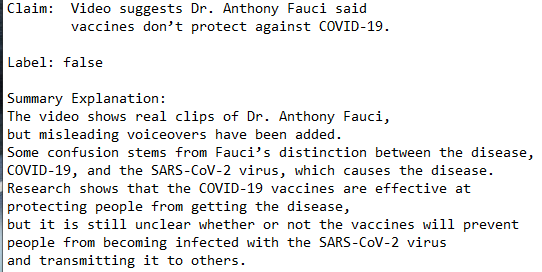 Claim:  Video suggests Dr. Anthony Fauci said
vaccines don’t protect against COVID-19.
Label: false
Summary Explanation:
The video shows real clips of Dr. Anthony Fauci,
but misleading voiceovers have been added.
Some confusion stems from Fauci’s distinction between the disease,
COVID-19, and the SARS-CoV-2 virus, which causes the disease.
Research shows that the COVID-19 vaccines are effective at
protecting people from getting the disease,
but it is still unclear whether or not the vaccines will prevent
people from becoming infected with the SARS-CoV-2 virus
and transmitting it to others.